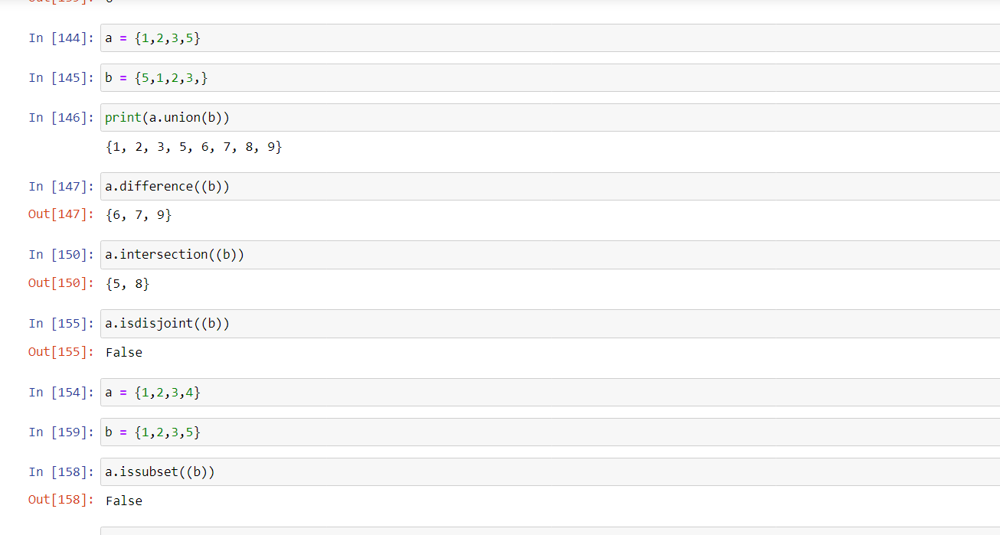 In [144]: a = {1,2,3,5}
In [145]: b = {5,1,2,3,}
In [146]: print(a.union(b))
{1, 2, 3, 5, 6, 7, 8, 9}
In [147]: a.difference((b))
Out[147]: {6, 7, 9}
In [150]: a.intersection((b))
Out[150]: {5, 8}
In [155]: a.isdisjoint((b))
Out[155]: False
In [154]: a = {1,2,3,4}
In [159]: b = {1,2,3,5}
In [158]: a.issubset((b))
Out[158]: False